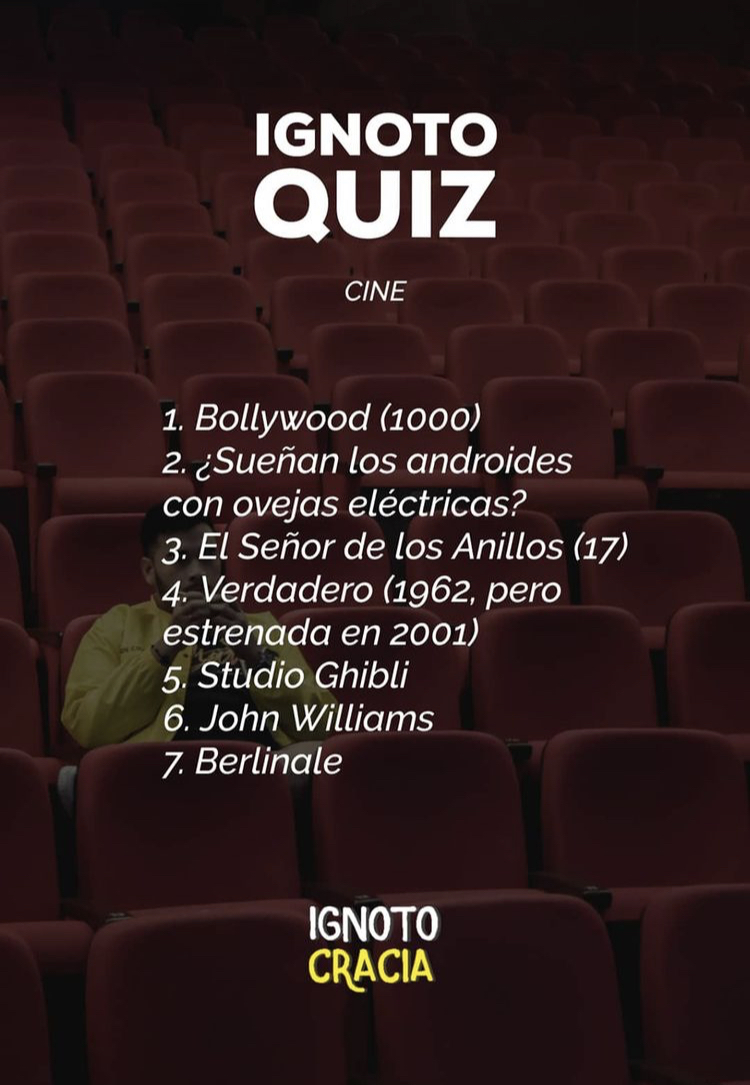 IGNOTO
QUIZ
CINE
1. Bollywood (1000)
2. ¿Sueñan los androides
con ovejas eléctricas?
3. El Señor de los Anillos (17)
4. Verdadero (1962, pero
estrenada en 2001)
5. Studio Ghibli
6. John Williams
7. Berlinale
IGNOTO
CRACIA